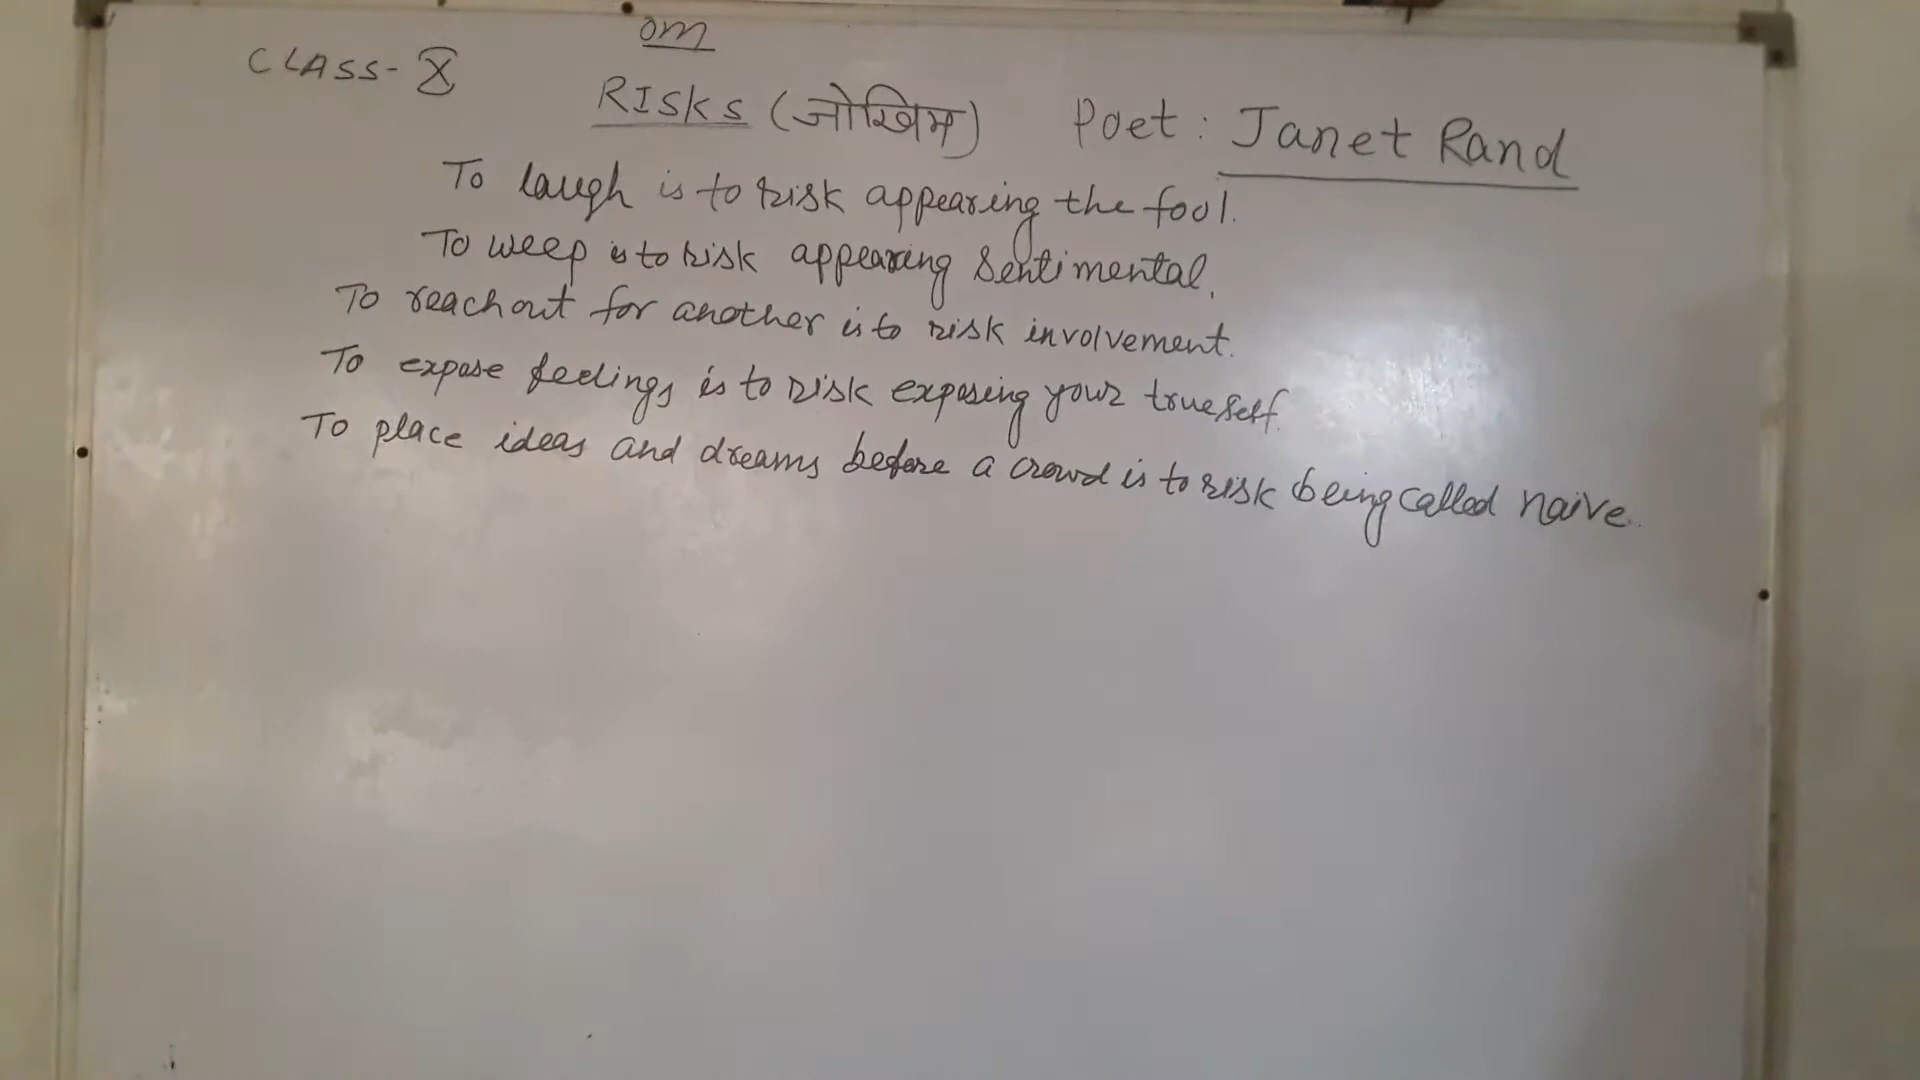 om
CLASS-X
RISKS (जोखिम) Poet: Janet Rand
To laugh is to risk appearing the fool.
To weep is to risk appearing Sentimental.
To reach out for another is to risk involvement.
To expose feelings is to risk exposing your true self.
To place ideas and dreams before a crowd is to risk being called naive.